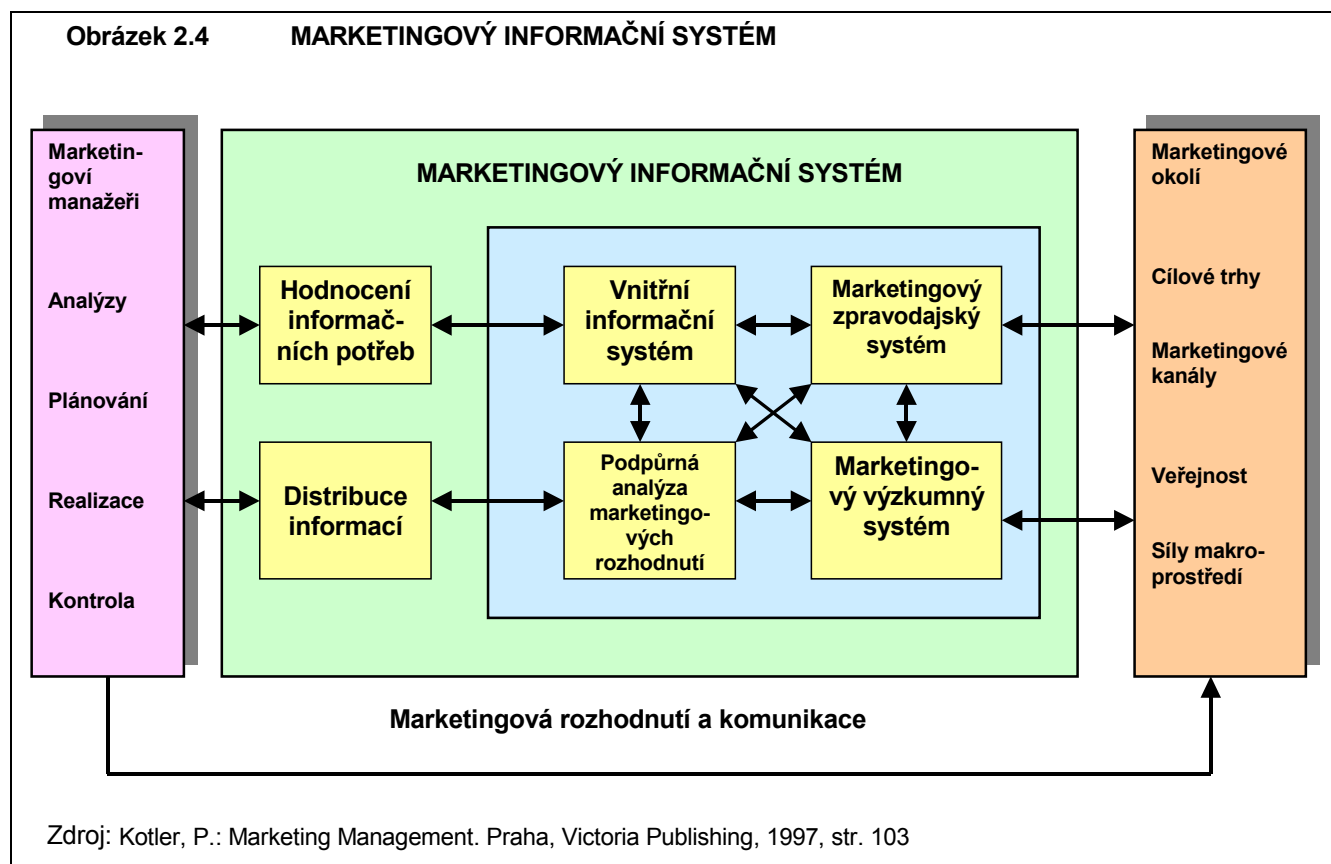 Obrázek 2.4 MARKETINGOVÝ INFORMAČNÍ SYSTÉM
Marketin-
goví
manažeři
Analýzy
Plánování
Realizace
Kontrola
MARKETINGOVÝ INFORMAČNÍ SYSTÉM
Hodnocení
informač-
ních potřeb
Vnitřní
informační
systém
Marketingový
zpravodajský
systém
Distribuce
informací
Podpůrná
analýza
marketingo-
vých
rozhodnutí
Marketingo-
vý výzkumný
systém
Marketingové
okolí
Cílové trhy
Marketingové
kanály
Veřejnost
Síly makro-
prostředí
Marketingová rozhodnutí a komunikace
Zdroj: Kotler, P.: Marketing Management. Praha, Victoria Publishing, 1997, str. 103